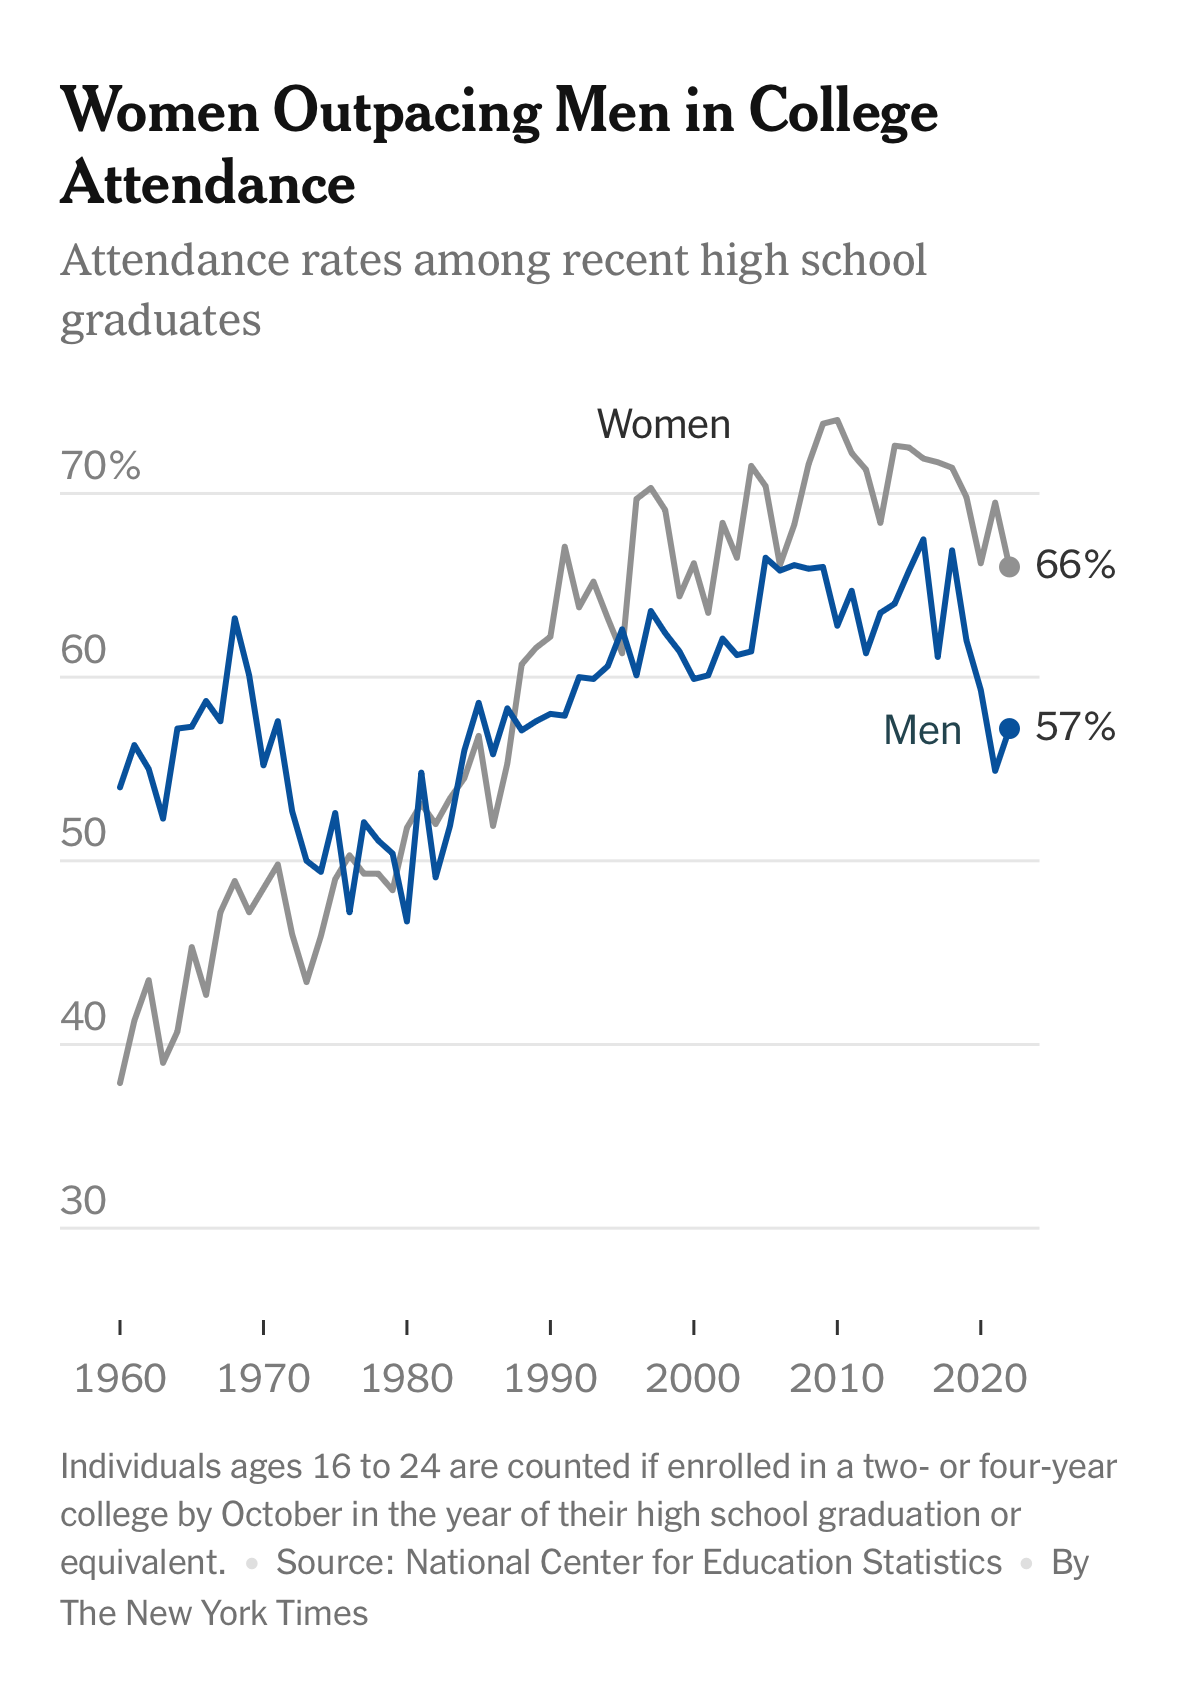 Women Outpacing Men in College
Attendance
Attendance rates among recent high school
graduates
Women
70%
66%
60
Men
57%
50
40
30
1960 1970 1980 1990 2000 2010 2020
Individuals ages 16 to 24 are counted if enrolled in a two- or four-year
college by October in the year of their high school graduation or
equivalent. • Source: National Center for Education Statistics • By
The New York Times